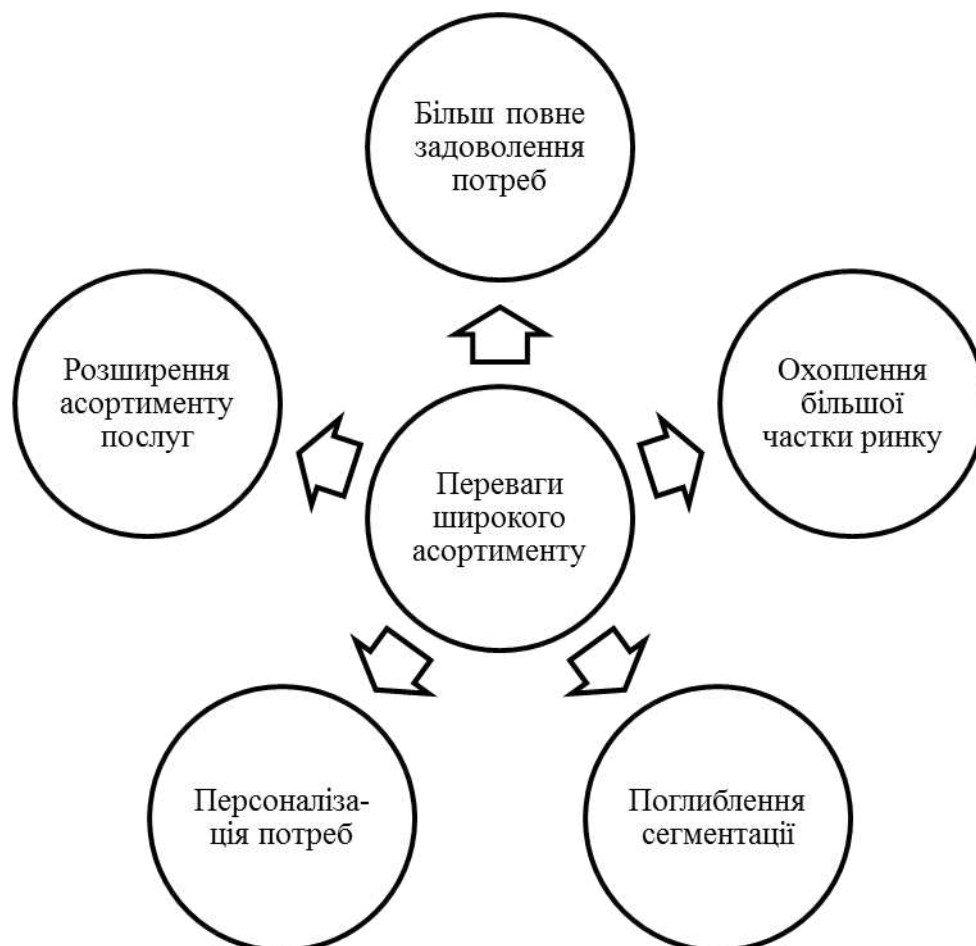 Більш повне
задоволення
потреб
Розширення
асортименту
послуг
Охоплення
більшої
частки ринку
Переваги
широкого
асортименту
Персоналіза-
ція потреб
Поглиблення
сегментації